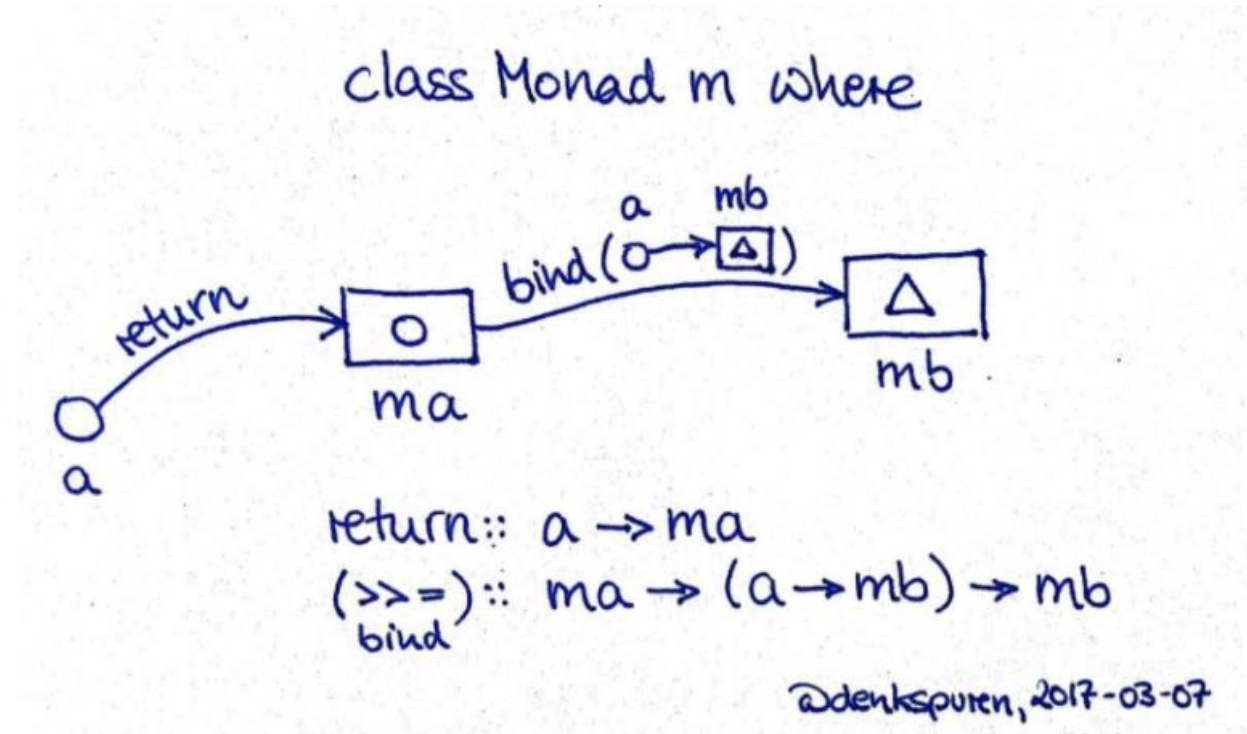 class Monad m where
a mb
bind( )
return
ma
mb
a
return:: a → ma
(>>=):: ma → (a→mb) → mb
bind
@denkspuren, 2017-03-07